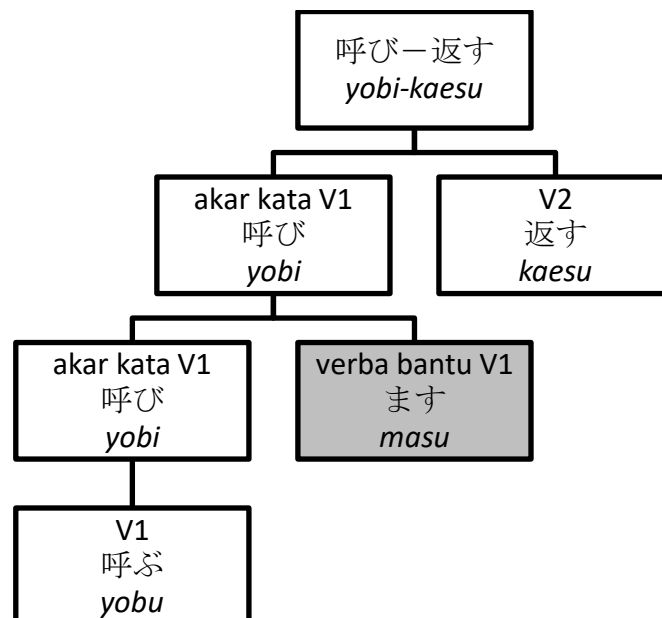 呼び－返す
yobi-kaesu
akar kata V1
呼び
yobi
V2
返す
kaesu
akar kata V1
呼び
yobi
verba bantu V1
ます
masu
V1
呼ぶ
yobu